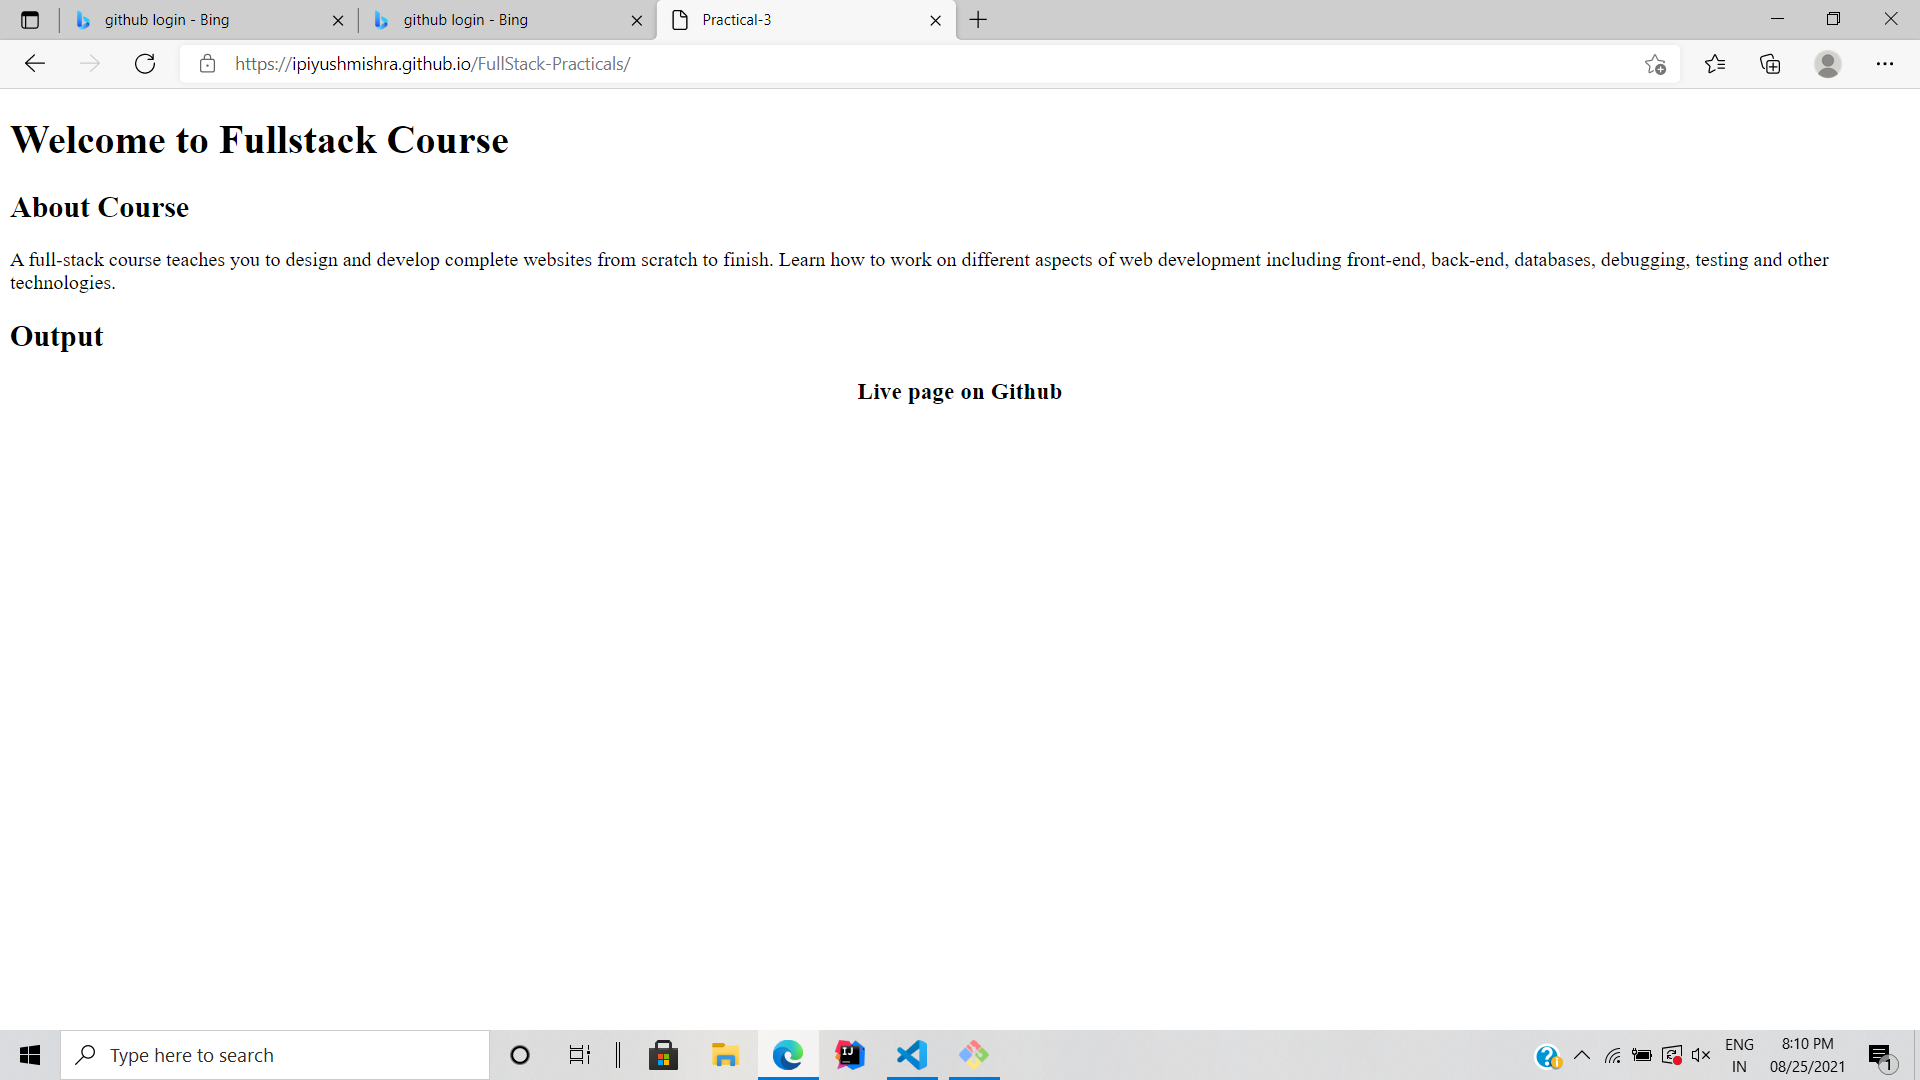 github login - Bing
github login - Bing
Practical-3
https://ipiyushmishra.github.io/FullStack-Practicals/
Welcome to Fullstack Course
About Course
A full-stack course teaches you to design and develop complete websites from scratch to finish. Learn how to work on different aspects of web development including front-end, back-end, databases, debugging, testing and other
technologies.
Output
Live page on Github
Type here to search
IJ
ENG
IN
8:10 PM
08/25/2021
1